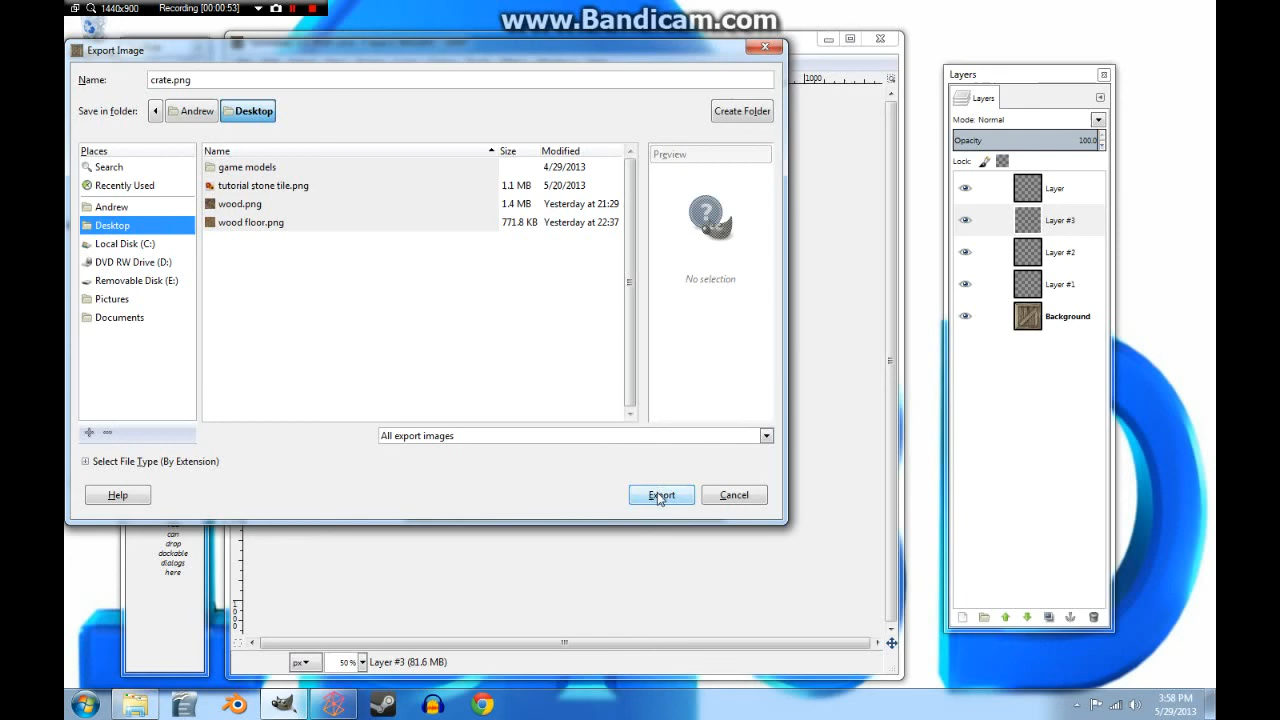 1440x900 Recording [00:00:53]
www.Bandicam.com
Export Image
Name: crate.png
Save in folder: Andrew Desktop Create Folder
Places
Search
Recently Used
Andrew
Desktop
Local Disk (C:)
DVD RW Drive (D:)
Removable Disk (E:)
Pictures
Documents
Name Size Modified
game models 4/29/2013
tutorial stone tile.png 1.1 MB 5/20/2013
wood.png 1.4 MB Yesterday at 21:29
wood floor.png 771.8 KB Yesterday at 22:37
Preview
No selection
All export images
Select File Type (By Extension)
Help Export Cancel
can
drop
dockable
dialogs
here
1000
1000
px 50% Layer #3 (81.6 MB)
Layers
Layers
Mode: Normal
Opacity 100.0
Lock:
Layer
Layer #3
Layer #2
Layer #1
Background
3:58 PM
5/29/2013